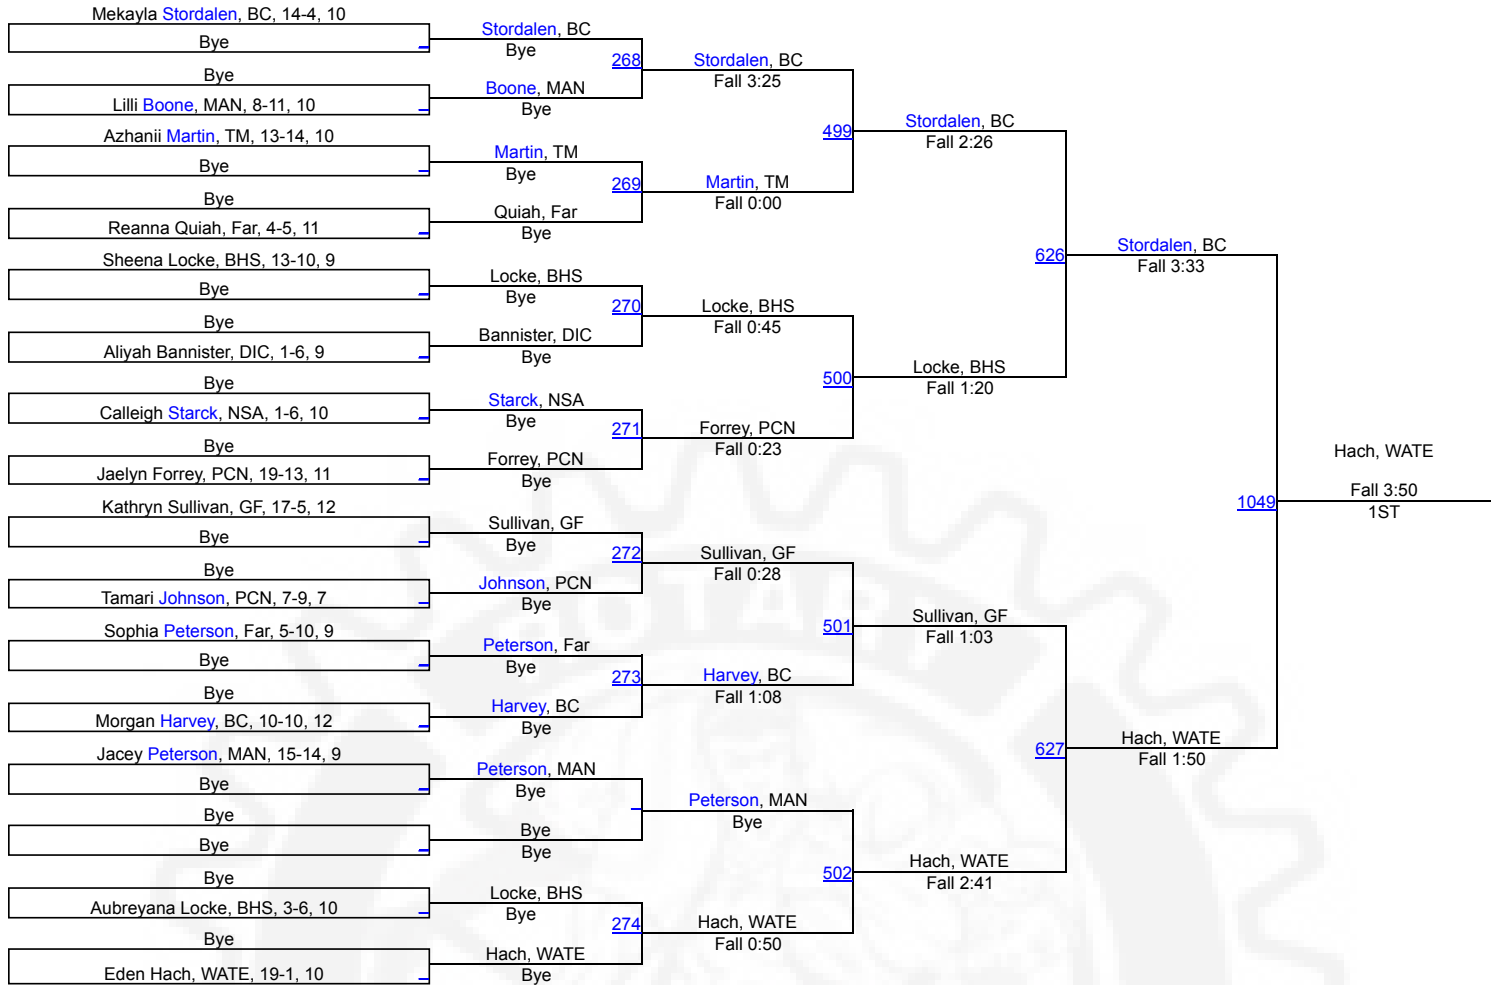 Mekayla Stordalen, BC, 14-4, 10
Bye
Bye
Lilli Boone, MAN, 8-11, 10
Azhanii Martin, TM, 13-14, 10
Bye
Bye
Reanna Quiah, Far, 4-5, 11
Sheena Locke, BHS, 13-10, 9
Bye
Bye
Aliyah Bannister, DIC, 1-6, 9
Bye
Calleigh Starck, NSA, 1-6, 10
Bye
Jaelyn Forrey, PCN, 19-13, 11
Kathryn Sullivan, GF, 17-5, 12
Bye
Bye
Tamari Johnson, PCN, 7-9, 7
Sophia Peterson, Far, 5-10, 9
Bye
Bye
Morgan Harvey, BC, 10-10, 12
Jacey Peterson, MAN, 15-14, 9
Bye
Bye
Bye
Bye
Aubreyana Locke, BHS, 3-6, 10
Bye
Eden Hach, WATE, 19-1, 10
Stordalen, BC
Bye
268
Boone, MAN
Bye
Martin, TM
Bye
269
Quiah, Far
Bye
Locke, BHS
Bye
270
Bannister, DIC
Bye
Starck, NSA
Bye
271
Forrey, PCN
Bye
Sullivan, GF
Bye
272
Johnson, PCN
Bye
Peterson, Far
Bye
273
Harvey, BC
Bye
Peterson, MAN
Bye
Bye
Bye
Locke, BHS
Bye
274
Hach, WATE
Bye
Stordalen, BC
Fall 3:25
499
Martin, TM
Fall 0:00
Locke, BHS
Fall 0:45
500
Forrey, PCN
Fall 0:23
Sullivan, GF
Fall 0:28
501
Harvey, BC
Fall 1:08
Peterson, MAN
Bye
502
Hach, WATE
Fall 0:50
Stordalen, BC
Fall 2:26
626
Locke, BHS
Fall 1:20
Sullivan, GF
Fall 1:03
627
Hach, WATE
Fall 2:41
Stordalen, BC
Fall 3:33
1049
Hach, WATE
Fall 1:50
Hach, WATE
Fall 3:50
1ST
ROTARY